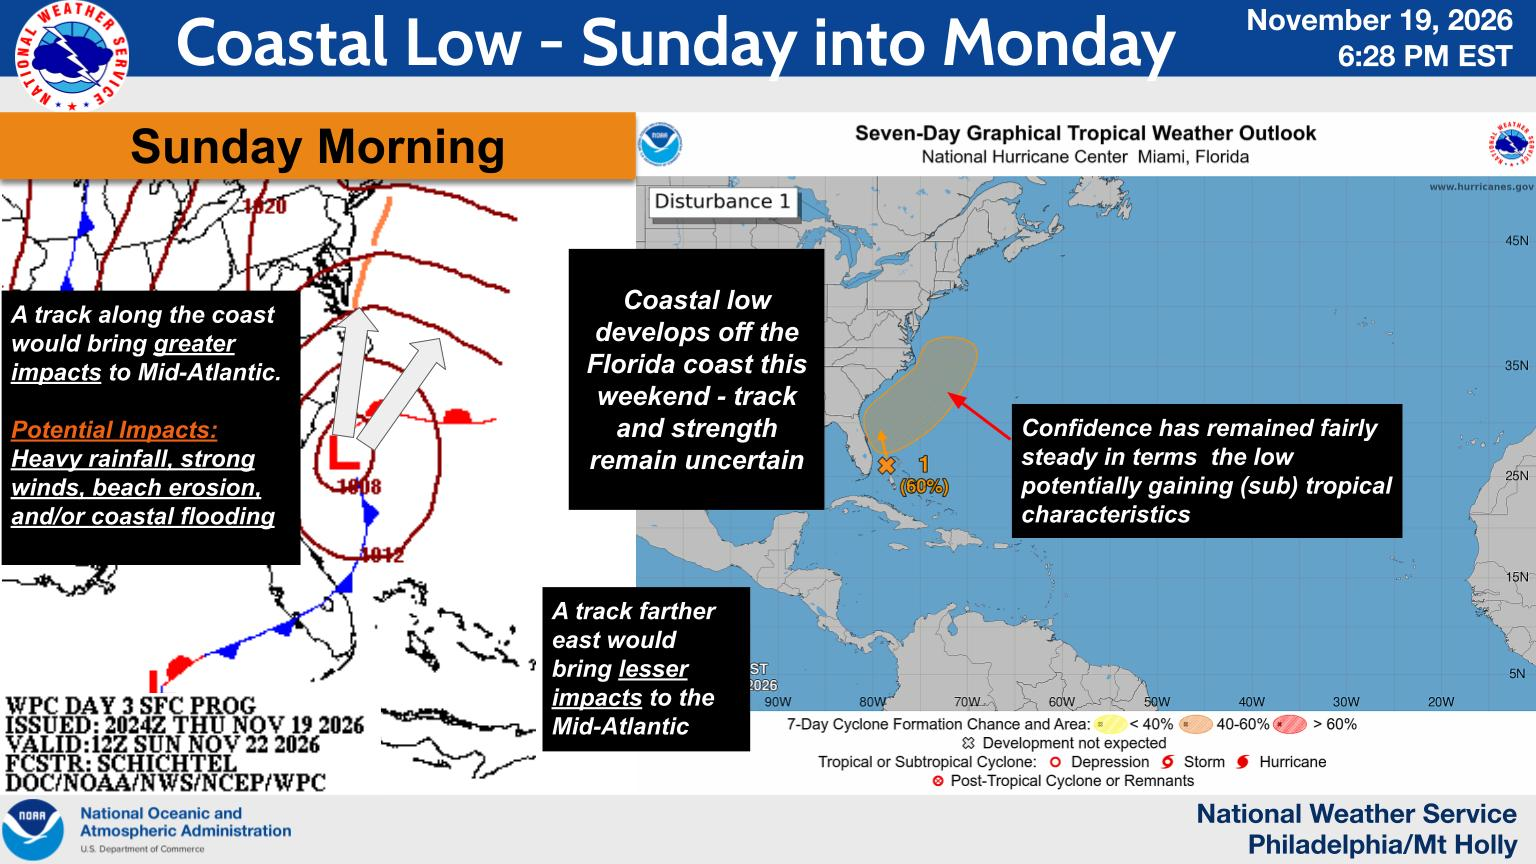 Coastal Low - Sunday into Monday
November 19, 2026
6:28 PM EST
NATIONAL WEATHER SERVICE
Sunday Morning
1020
A track along the coast
would bring greater
impacts to Mid-Atlantic.
Potential Impacts:
Heavy rainfall, strong
winds, beach erosion,
and/or coastal flooding
L
1008
1012
WPC DAY 3 SFC PROG
ISSUED: 2024Z THU NOV 19 2026
VALID:12Z SUN NOV 22 2026
FCSTR: SCHICHTEL
DOC/NOAA/NWS/NCEP/WPC
Seven-Day Graphical Tropical Weather Outlook
National Hurricane Center Miami, Florida
www.hurricanes.gov
Disturbance 1
Coastal low
develops off the
Florida coast this
weekend - track
and strength
remain uncertain
1
(60%)
Confidence has remained fairly
steady in terms the low
potentially gaining (sub) tropical
characteristics
A track farther
east would
bring lesser
impacts to the
Mid-Atlantic
45N
35N
25N
15N
5N
ST
2026
90W 80W 70W 60W 50W 40W 30W 20W
7-Day Cyclone Formation Chance and Area: < 40% 40-60% > 60%
Development not expected
Tropical or Subtropical Cyclone: Depression Storm Hurricane
Post-Tropical Cyclone or Remnants
NOAA
National Oceanic and
Atmospheric Administration
U.S. Department of Commerce
National Weather Service
Philadelphia/Mt Holly